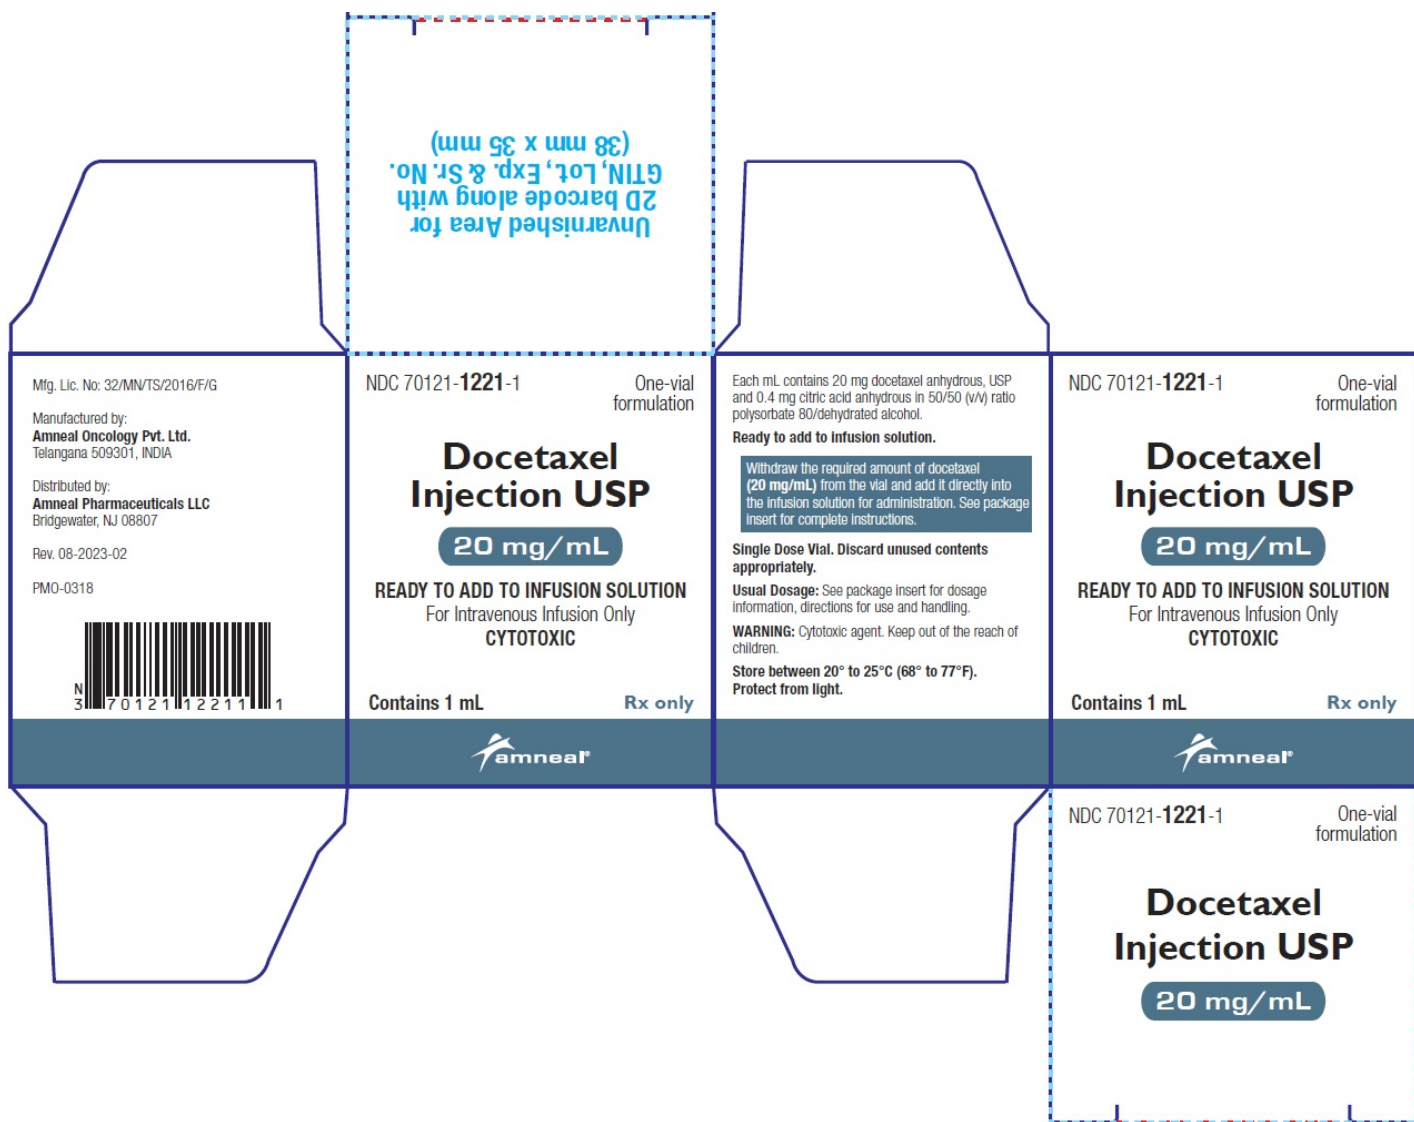 Unvarnished Area for
2D barcode along with
GTIN, Lot, Exp. & Sr. No.
(38 mm x 35 mm)
Mfg. Lic. No: 32/MN/TS/2016/F/G
Manufactured by:
Amneal Oncology Pvt. Ltd.
Telangana 509301, INDIA
Distributed by:
Amneal Pharmaceuticals LLC
Bridgewater, NJ 08807
Rev. 08-2023-02
PMO-0318
N
3 70121 12211 1
NDC 70121-1221-1
One-vial
formulation
Docetaxel
Injection USP
20 mg/mL
READY TO ADD TO INFUSION SOLUTION
For Intravenous Infusion Only
CYTOTOXIC
Contains 1 mL
Rx only
amneal®
Each mL contains 20 mg docetaxel anhydrous, USP
and 0.4 mg citric acid anhydrous in 50/50 (v/v) ratio
polysorbate 80/dehydrated alcohol.
Ready to add to infusion solution.
Withdraw the required amount of docetaxel
(20 mg/mL) from the vial and add it directly into
the infusion solution for administration. See package
insert for complete instructions.
Single Dose Vial. Discard unused contents
appropriately.
Usual Dosage: See package insert for dosage
information, directions for use and handling.
WARNING: Cytotoxic agent. Keep out of the reach of
children.
Store between 20° to 25°C (68° to 77°F).
Protect from light.
NDC 70121-1221-1
One-vial
formulation
Docetaxel
Injection USP
20 mg/mL
READY TO ADD TO INFUSION SOLUTION
For Intravenous Infusion Only
CYTOTOXIC
Contains 1 mL
Rx only
amneal®
NDC 70121-1221-1
One-vial
formulation
Docetaxel
Injection USP
20 mg/mL